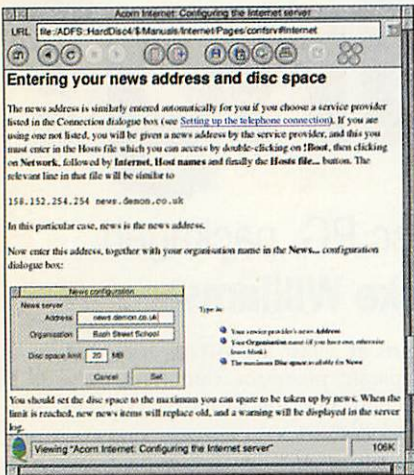 Acorn Internet: Configuring the Internet server
URL file:/ADFS::HardDisc4/$/Manuals/Internet/Pages/confsrv#Internet
Entering your news address and disc space
The news address is similarly entered automatically for you if you choose a service provider
listed in the Connection dialogue box (see Setting up the telephone connection). If you are
using one not listed, you will be given a news address by the service provider, and this you
must enter in the Hosts file which you can access by double-clicking on !Boot, then clicking
on Network, followed by Internet, Host names and finally the Hosts file... button. The
relevant line in that file will be similar to
158.152.254.254 news.demon.co.uk
In this particular case, news is the news address.
Now enter this address, together with your organisation name in the News... configuration
dialogue box:
News configuration
News server
Address news.demon.co.uk
Organisation Bash Street School
Disc space limit 20 MB
Cancel Set
Type in:
Your service provider's news Address
Your Organisation name (if you have one, otherwise
leave blank)
The maximum Disc space available for News
You should set the disc space to the maximum you can spare to be taken up by news. When the
limit is reached, new news items will replace old, and a warning will be displayed in the server
log.
Viewing "Acorn Internet: Configuring the Internet server" 106K